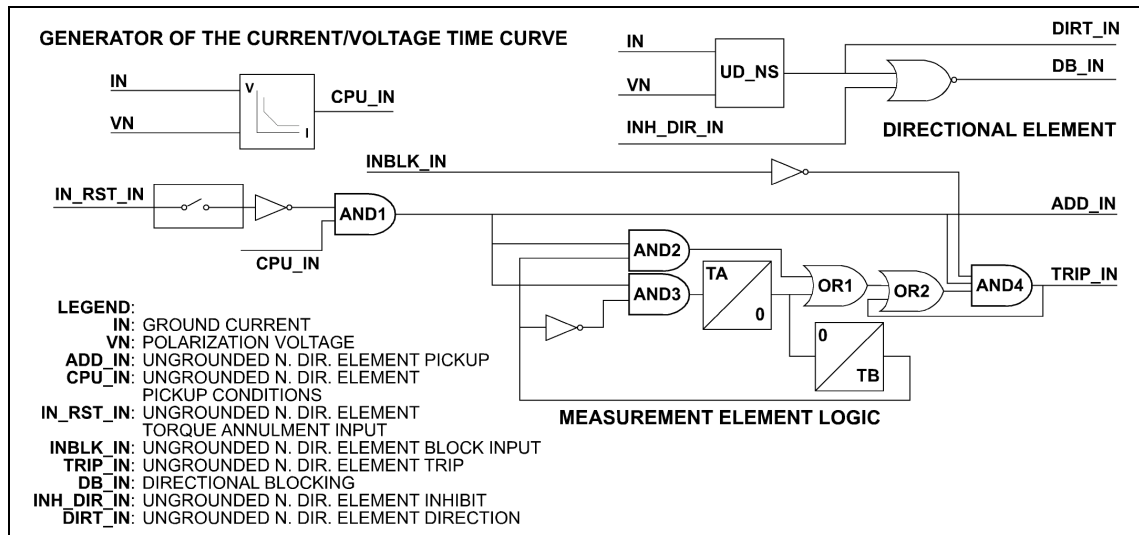 GENERATOR OF THE CURRENT/VOLTAGE TIME CURVE
IN
VN
V
I
CPU_IN
IN
VN
UD_NS
INH_DIR_IN
DIRT_IN
DB_IN
DIRECTIONAL ELEMENT
INBLK_IN
IN_RST_IN
AND1
CPU_IN
ADD_IN
AND2
AND3
TA
0
OR1
OR2
AND4
TRIP_IN
0
TB
MEASUREMENT ELEMENT LOGIC
LEGEND:
IN: GROUND CURRENT
VN: POLARIZATION VOLTAGE
ADD_IN: UNGROUNDED N. DIR. ELEMENT PICKUP
CPU_IN: UNGROUNDED N. DIR. ELEMENT
PICKUP CONDITIONS
IN_RST_IN: UNGROUNDED N. DIR. ELEMENT
TORQUE ANNULMENT INPUT
INBLK_IN: UNGROUNDED N. DIR. ELEMENT BLOCK INPUT
TRIP_IN: UNGROUNDED N. DIR. ELEMENT TRIP
DB_IN: DIRECTIONAL BLOCKING
INH_DIR_IN: UNGROUNDED N. DIR. ELEMENT INHIBIT
DIRT_IN: UNGROUNDED N. DIR. ELEMENT DIRECTION